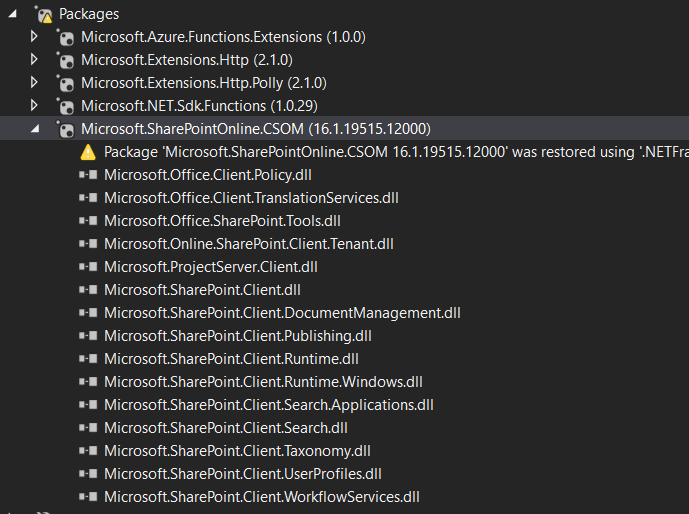 Packages
Microsoft.Azure.Functions.Extensions (1.0.0)
Microsoft.Extensions.Http (2.1.0)
Microsoft.Extensions.Http.Polly (2.1.0)
Microsoft.NET.Sdk.Functions (1.0.29)
Microsoft.SharePointOnline.CSOM (16.1.19515.12000)
Package 'Microsoft.SharePointOnline.CSOM 16.1.19515.12000' was restored using '.NETFra
Microsoft.Office.Client.Policy.dll
Microsoft.Office.Client.TranslationServices.dll
Microsoft.Office.SharePoint.Tools.dll
Microsoft.Online.SharePoint.Client.Tenant.dll
Microsoft.ProjectServer.Client.dll
Microsoft.SharePoint.Client.dll
Microsoft.SharePoint.Client.DocumentManagement.dll
Microsoft.SharePoint.Client.Publishing.dll
Microsoft.SharePoint.Client.Runtime.dll
Microsoft.SharePoint.Client.Runtime.Windows.dll
Microsoft.SharePoint.Client.Search.Applications.dll
Microsoft.SharePoint.Client.Search.dll
Microsoft.SharePoint.Client.Taxonomy.dll
Microsoft.SharePoint.Client.UserProfiles.dll
Microsoft.SharePoint.Client.WorkflowServices.dll